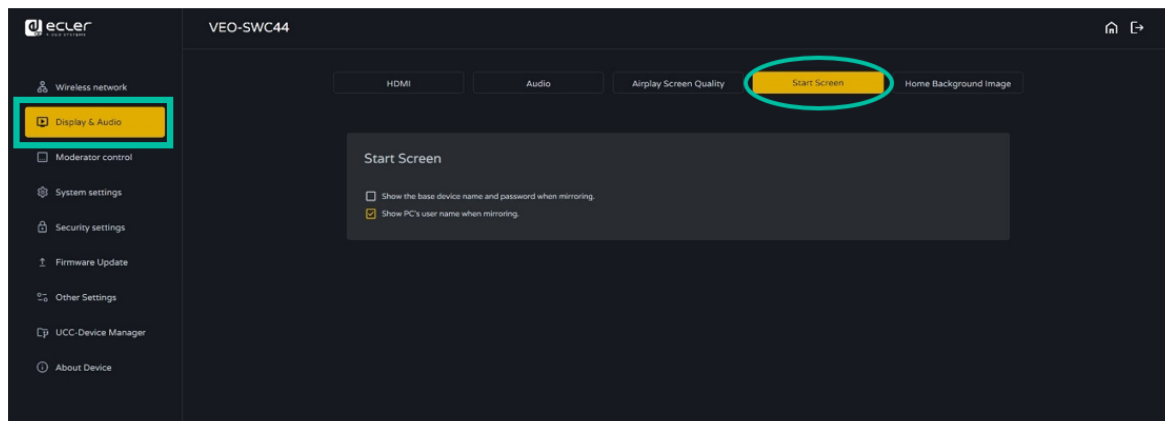 ecler
VEO-SWC44
Wireless network
Display & Audio
Moderator control
System settings
Security settings
Firmware Update
Other Settings
UCC-Device Manager
About Device
HDMI
Audio
Airplay Screen Quality
Start Screen
Home Background Image
Start Screen
Show the base device name and password when mirroring.
Show PC's user name when mirroring.